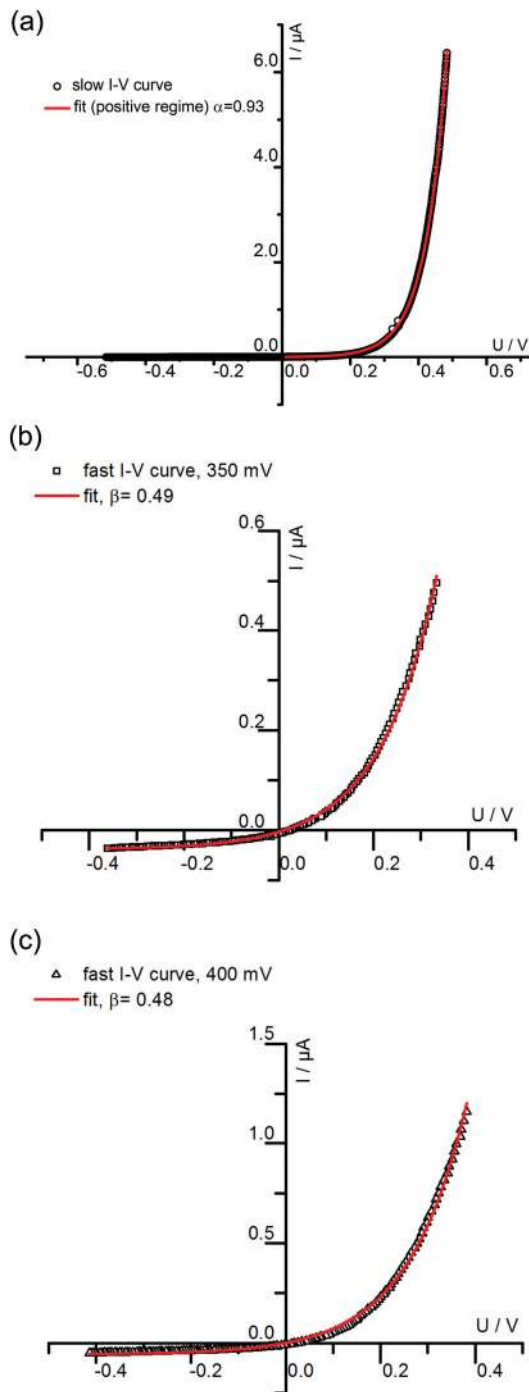 (a)
I / µA
6.0
slow I-V curve
fit (positive regime) α=0.93
4.0
2.0
0.0
U / V
-0.6 -0.4 -0.2 0.0 0.2 0.4 0.6
(b)
fast I-V curve, 350 mV
fit, β= 0.49
0.6
I / µA
0.4
0.2
0.0
U / V
-0.4 -0.2 0.0 0.2 0.4
(c)
fast I-V curve, 400 mV
fit, β= 0.48
1.5
I / µA
1.0
0.5
0.0
U / V
-0.4 -0.2 0.0 0.2 0.4